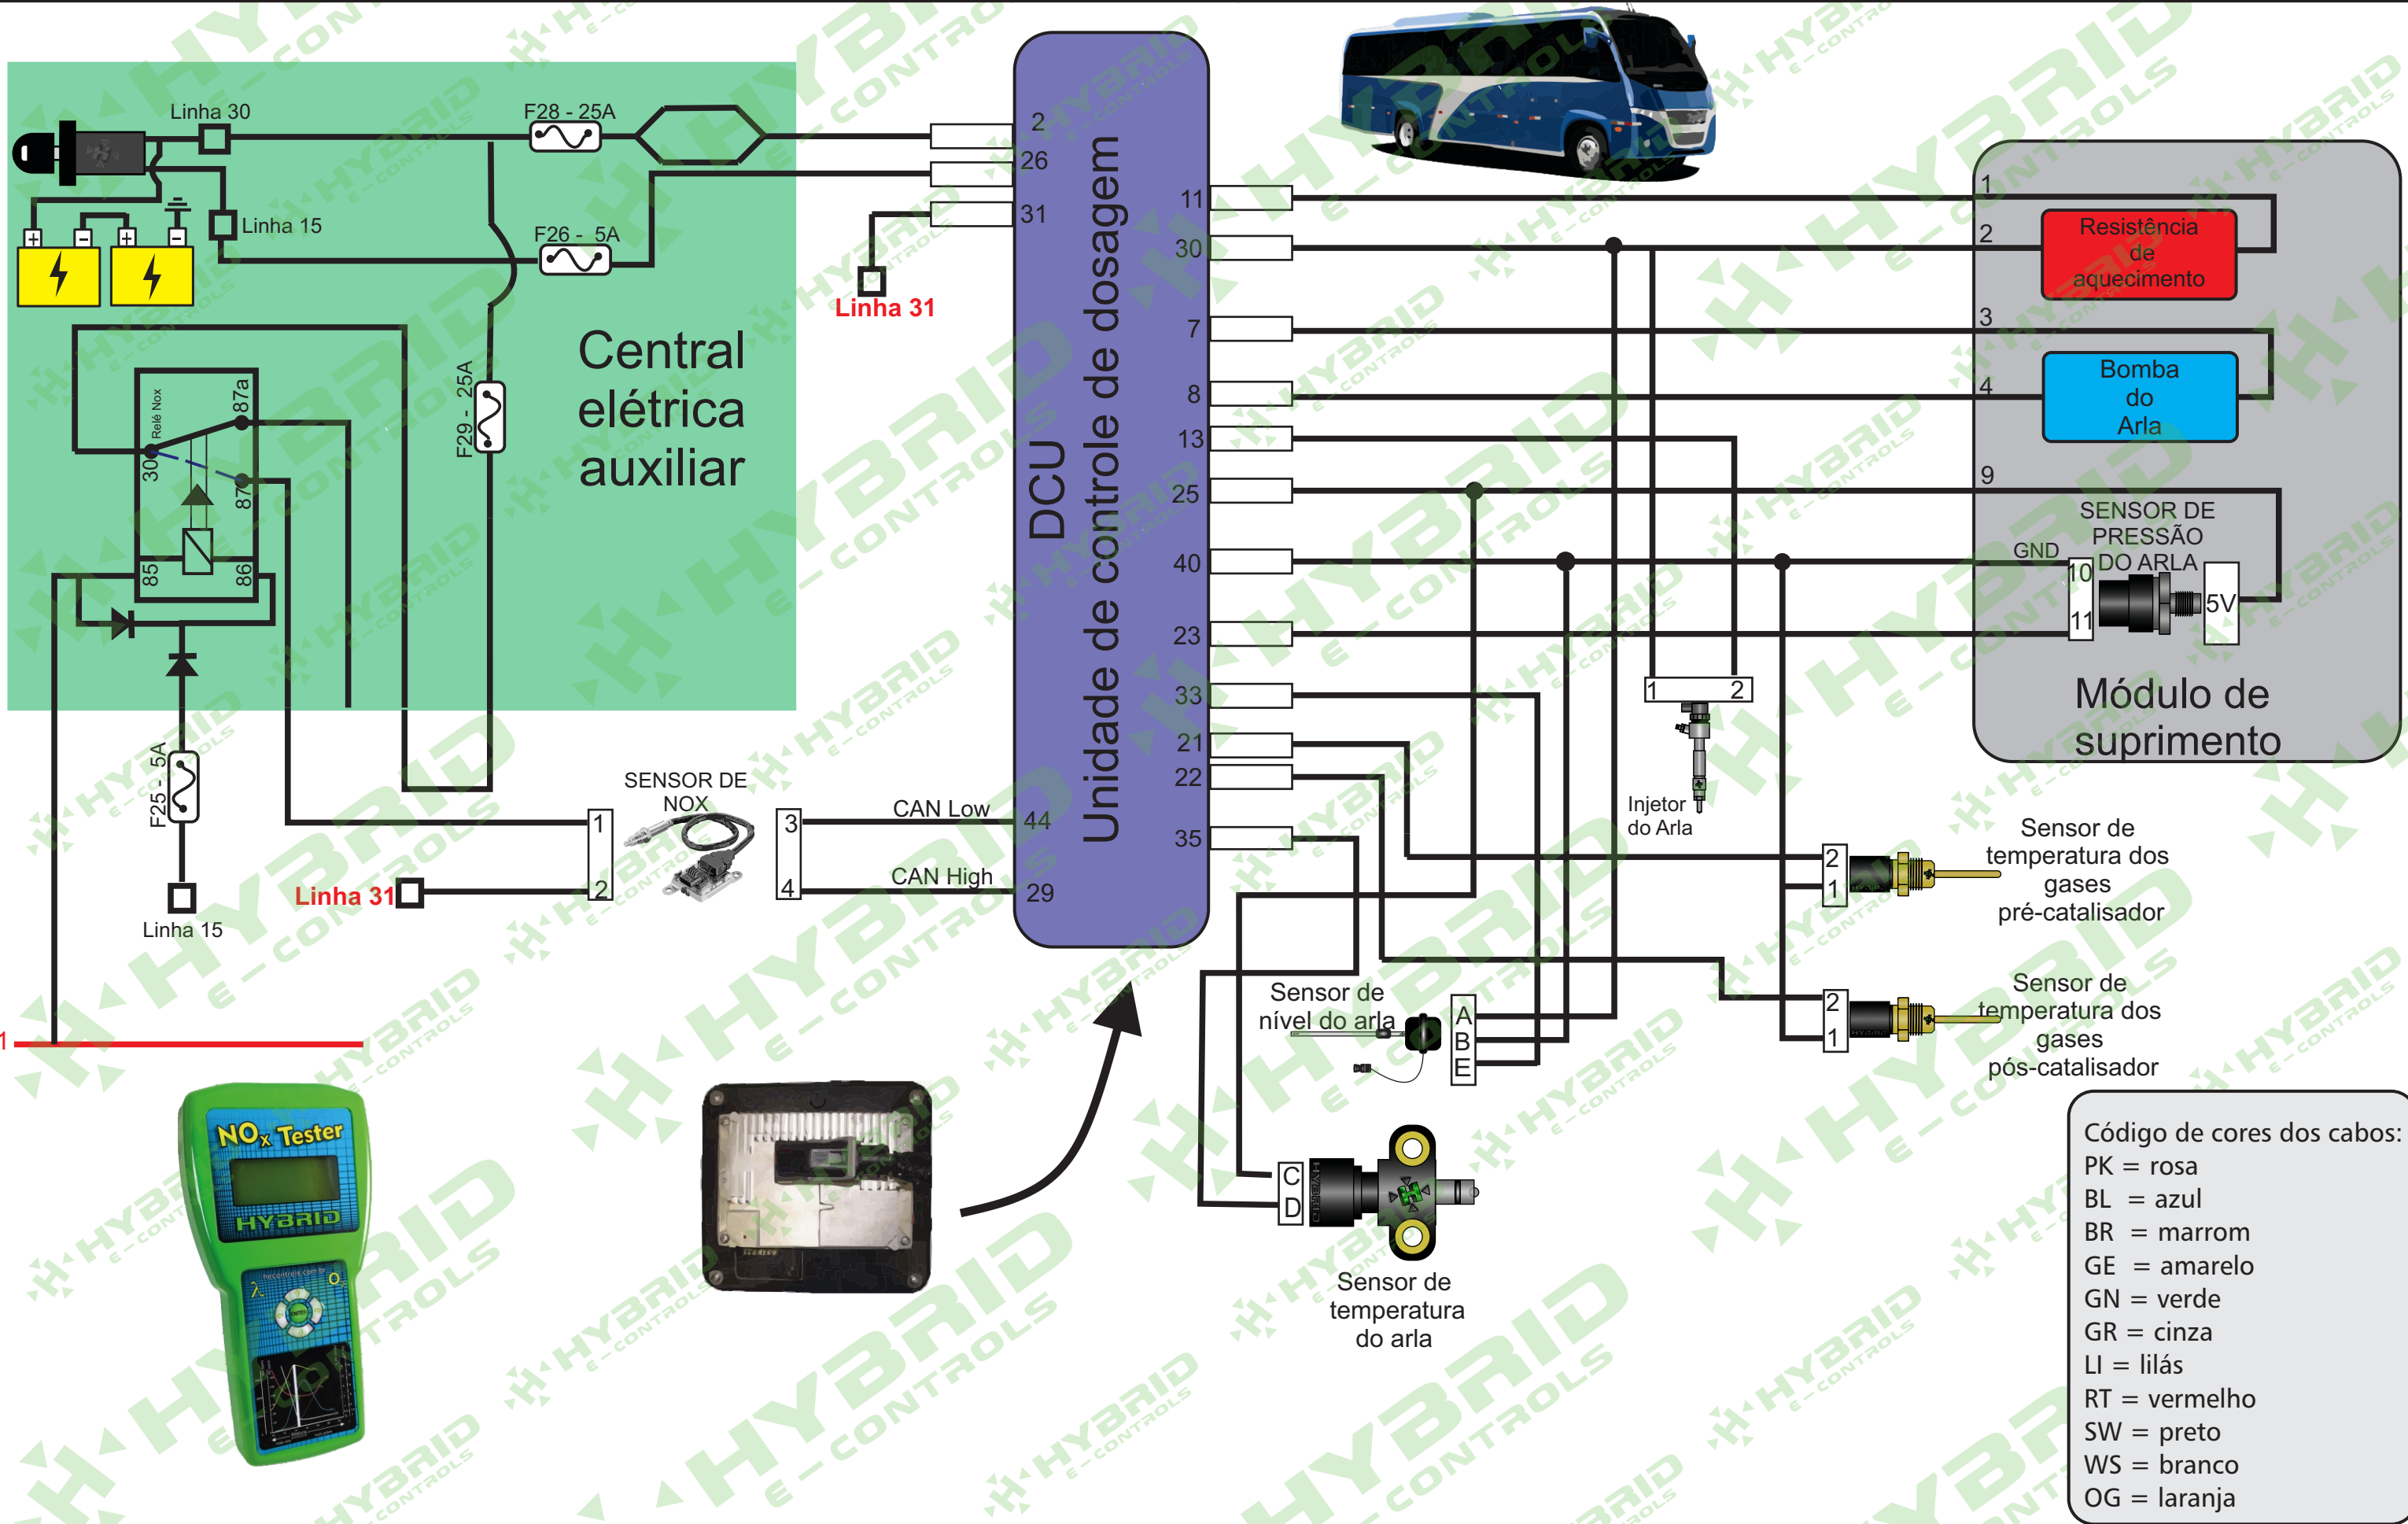 Linha 30
F28 - 25A
Linha 15
F26 - 5A
Linha 31
Central
elétrica
auxiliar
F29 - 25A
Relé Nox
30
87a
87
85
86
F25 - 5A
Linha 15
Linha 31
1
SENSOR DE
NOX
1
2
3
4
CAN Low
CAN High
DCU
Unidade de controle de dosagem
2
26
31
44
29
11
30
7
8
13
25
40
23
33
21
22
35
1
2
3
4
9
Resistência
de
aquecimento
Bomba
do
Arla
SENSOR DE
PRESSÃO
DO ARLA
GND
10
11
5V
Módulo de
suprimento
1 2
Injetor
do Arla
2
1
Sensor de
temperatura dos
gases
pré-catalisador
2
1
Sensor de
temperatura dos
gases
pós-catalisador
Sensor de
nível do arla
A
B
E
C
D
Sensor de
temperatura
do arla
NOx Tester
HYBRID
hecontrols.com.br
λ
ENTER
Código de cores dos cabos:
PK = rosa
BL = azul
BR = marrom
GE = amarelo
GN = verde
GR = cinza
LI = lilás
RT = vermelho
SW = preto
WS = branco
OG = laranja
HYBRID
E-CONTROLS